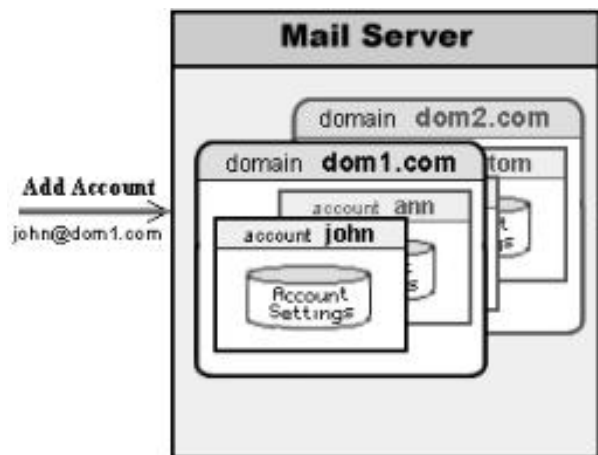 Mail Server
domain dom2.com
domain dom1.com
tom
account ann
account john
Account
Settings
Add Account
john@dom1.com